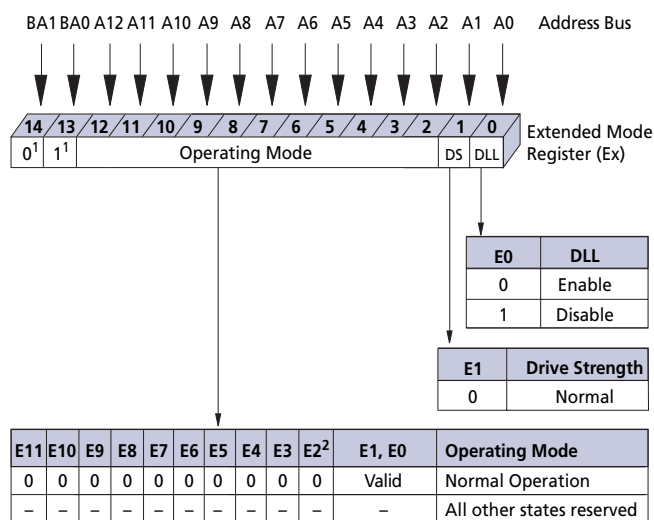 BA1 BA0 A12 A11 A10 A9 A8 A7 A6 A5 A4 A3 A2 A1 A0 Address Bus
14 13 12 11 10 9 8 7 6 5 4 3 2 1 0 Extended Mode
0¹ 1¹ Operating Mode DS DLL Register (Ex)
E0 DLL
0 Enable
1 Disable
E1 Drive Strength
0 Normal
E11 E10 E9 E8 E7 E6 E5 E4 E3 E2² E1, E0 Operating Mode
0 0 0 0 0 0 0 0 0 0 Valid Normal Operation
– – – – – – – – – – – All other states reserved